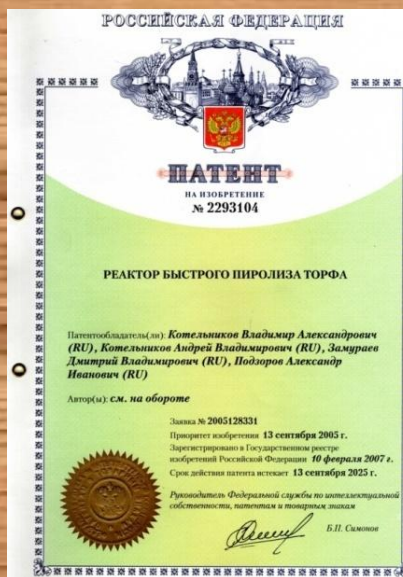 РОССИЙСКАЯ ФЕДЕРАЦИЯ
ПАТЕНТ
НА ИЗОБРЕТЕНИЕ
№ 2293104
РЕАКТОР БЫСТРОГО ПИРОЛИЗА ТОРФА
Патентообладатель(ли): Котельников Владимир Александрович
(RU), Котельников Андрей Владимирович (RU), Замураев
Дмитрий Владимирович (RU), Подзоров Александр
Иванович (RU)
Автор(ы): см. на обороте
Заявка № 2005128331
Приоритет изобретения 13 сентября 2005 г.
Зарегистрировано в Государственном реестре
изобретений Российской Федерации 10 февраля 2007 г.
Срок действия патента истекает 13 сентября 2025 г.
Руководитель Федеральной службы по интеллектуальной
собственности, патентам и товарным знакам
Б.П. Симонов